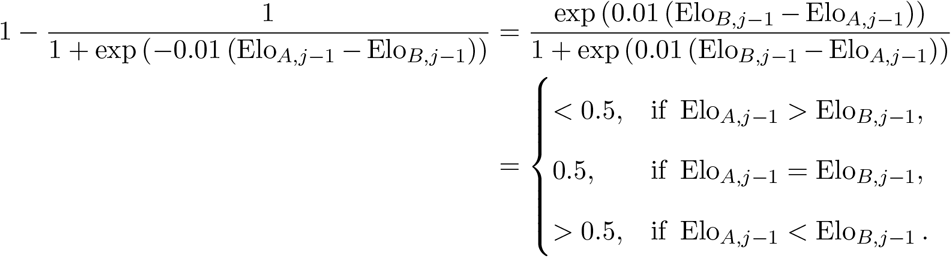 1 - \frac{1}{1 + \exp(-0.01(Elo_{A,j-1} - Elo_{B,j-1}))} = \frac{\exp(0.01(Elo_{B,j-1} - Elo_{A,j-1}))}{1 + \exp(0.01(Elo_{B,j-1} - Elo_{A,j-1}))}
= { < 0.5, if Elo_{A,j-1} > Elo_{B,j-1},
0.5, if Elo_{A,j-1} = Elo_{B,j-1},
> 0.5, if Elo_{A,j-1} < Elo_{B,j-1} .